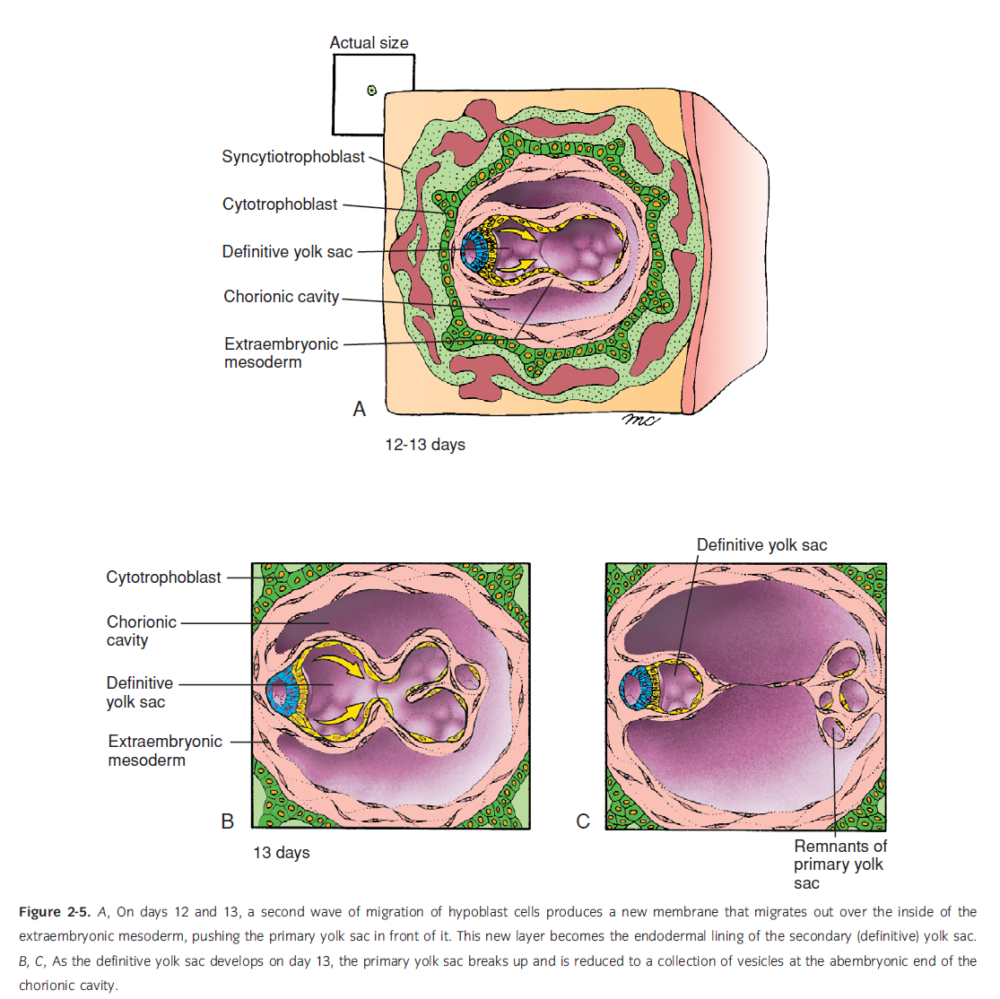 Actual size
Syncytiotrophoblast
Cytotrophoblast
Definitive yolk sac
Chorionic cavity
Extraembryonic
mesoderm
A
mc
12-13 days
Definitive yolk sac
Cytotrophoblast
Chorionic
cavity
Definitive
yolk sac
Extraembryonic
mesoderm
B
C
13 days
Remnants of
primary yolk
sac
Figure 2-5. A, On days 12 and 13, a second wave of migration of hypoblast cells produces a new membrane that migrates out over the inside of the
extraembryonic mesoderm, pushing the primary yolk sac in front of it. This new layer becomes the endodermal lining of the secondary (definitive) yolk sac.
B, C, As the definitive yolk sac develops on day 13, the primary yolk sac breaks up and is reduced to a collection of vesicles at the abembryonic end of the
chorionic cavity.